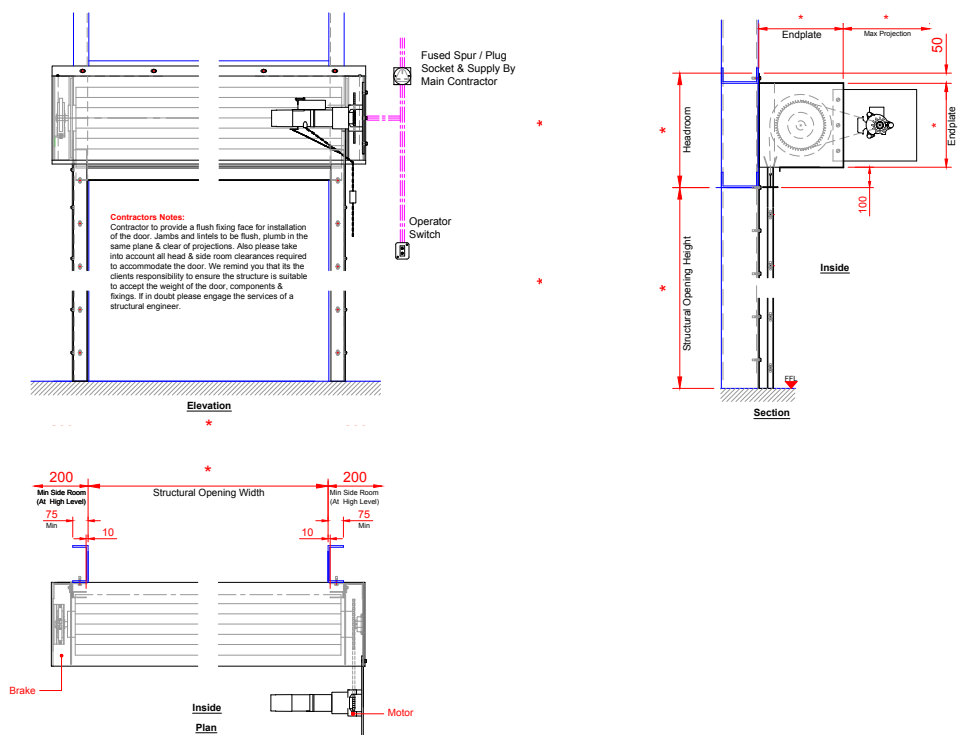 Fused Spur / Plug
Socket & Supply By
Main Contractor
Operator
Switch
Contractors Notes:
Contractor to provide a flush fixing face for installation
of the door. Jambs and lintels to be flush, plumb in the
same plane & clear of projections. Also please take
into account all head & side room clearances required
to accommodate the door. We remind you that its the
clients responsibility to ensure the structure is suitable
to accept the weight of the door, components &
fixings. If in doubt please engage the services of a
structural engineer.
Elevation
*
*
*
*
Endplate
*
Max Projection
50
*
Headroom
*
Endplate
100
*
Structural Opening Height
Inside
FFL
Section
200
*
200
Min Side Room
(At High Level)
Structural Opening Width
Min Side Room
(At High Level)
75
Min
10
10
75
Min
Brake
Inside
Motor
Plan